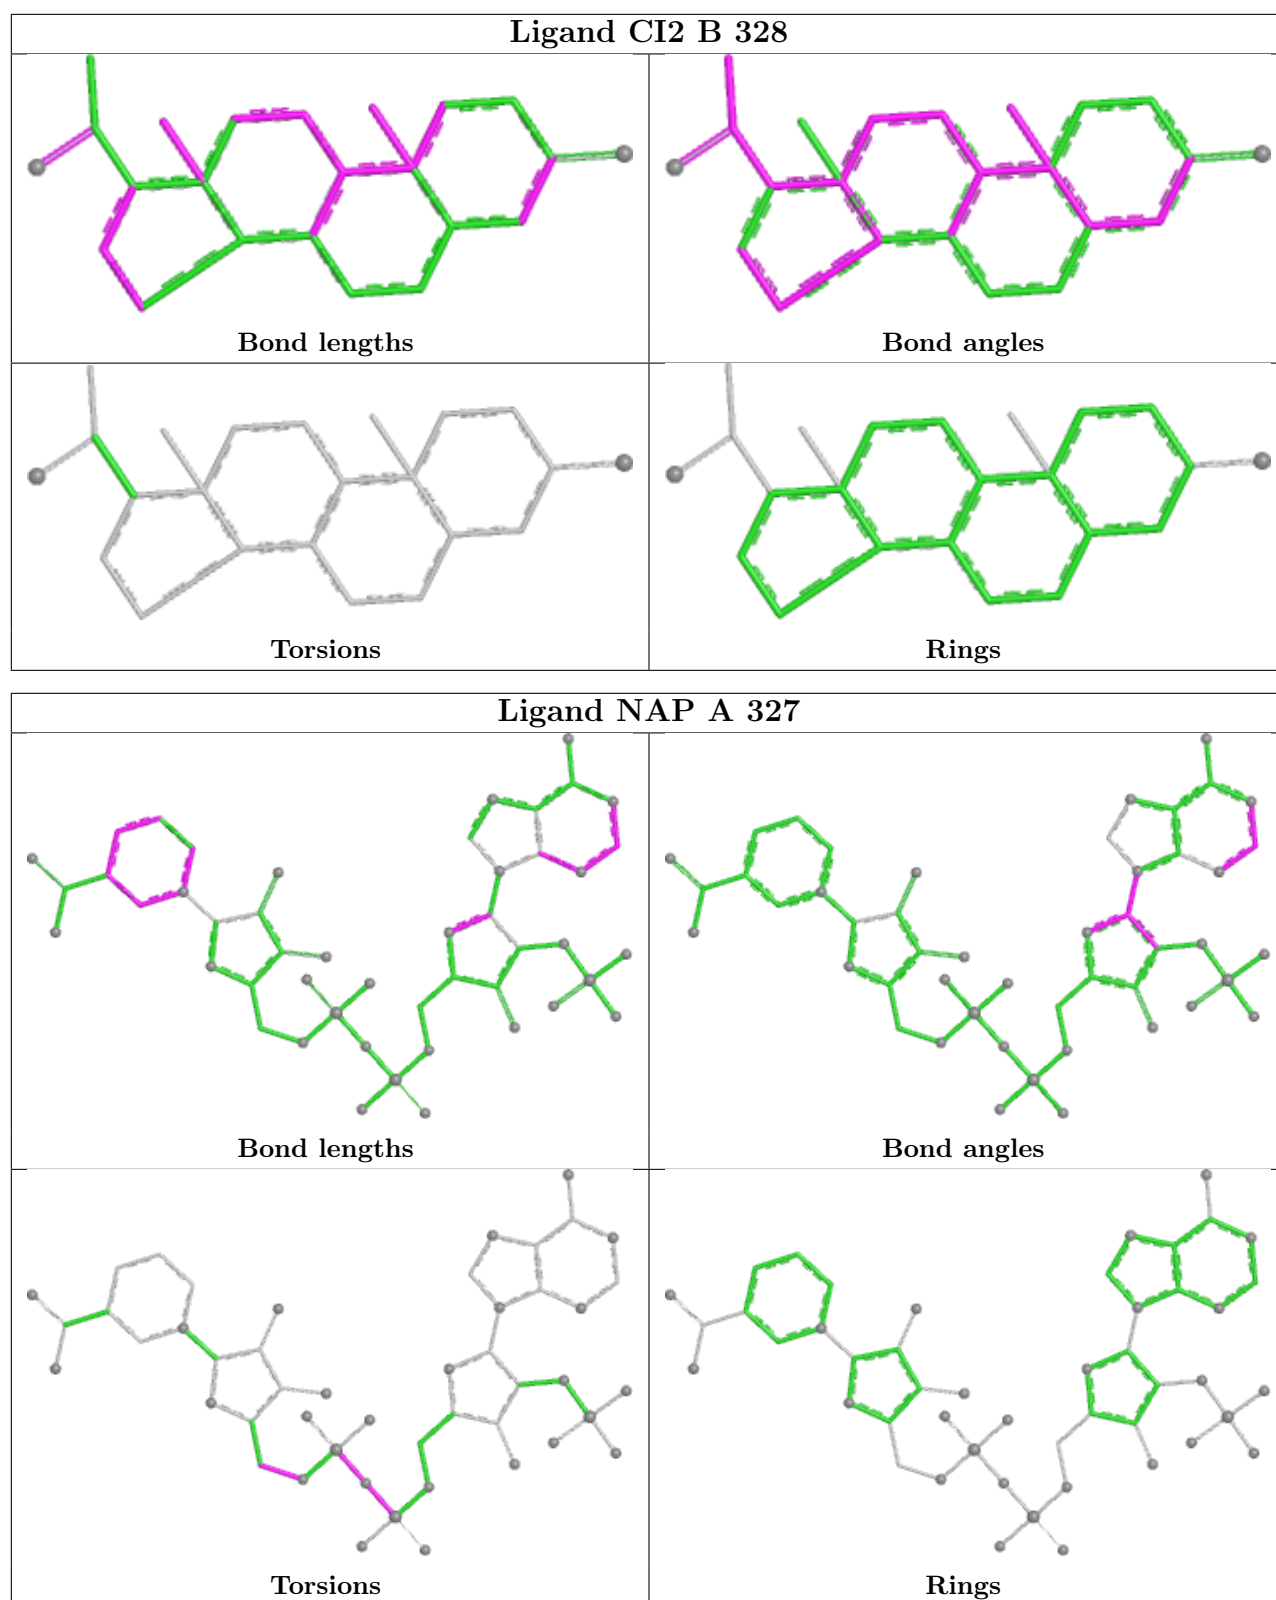 Ligand CI2 B 328
Bond lengths
Bond angles
Torsions
Rings
Ligand NAP A 327
Bond lengths
Bond angles
Torsions
Rings